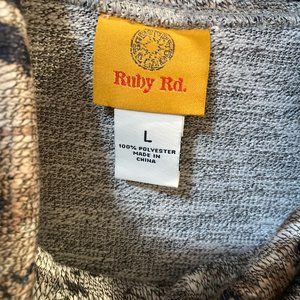 Ruby Rd.
L
100% POLYESTER
MADE IN
CHINA